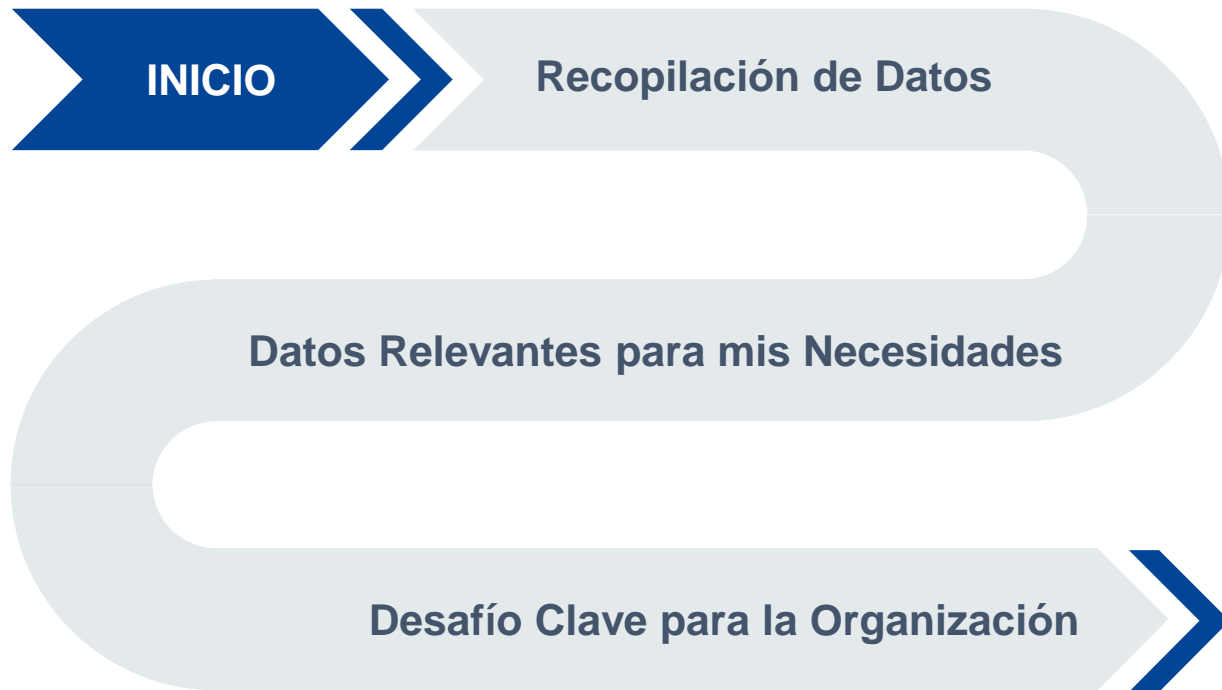 INICIO
Recopilación de Datos
Datos Relevantes para mis Necesidades
Desafío Clave para la Organización